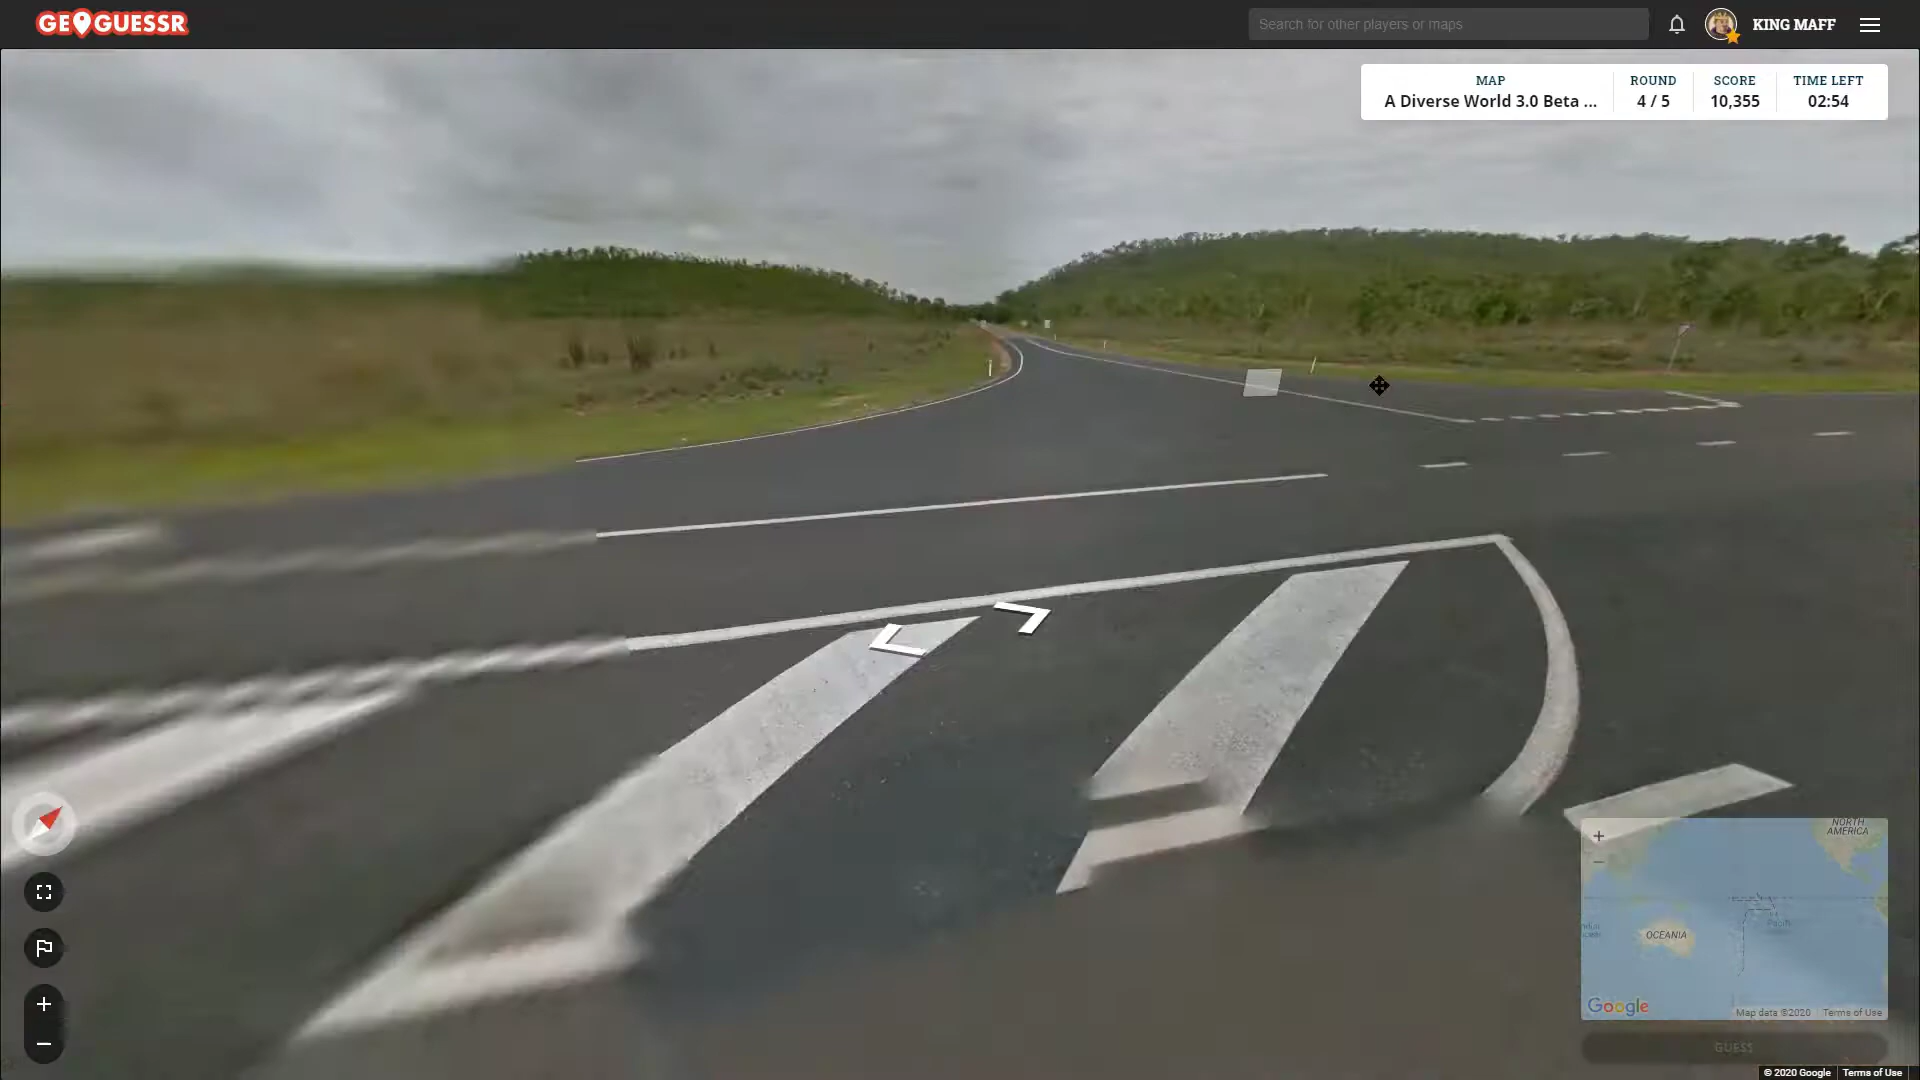 GEOGUESSR
Search for other players or maps
KING MAFF
MAP
A Diverse World 3.0 Beta ...
ROUND
4 / 5
SCORE
10,355
TIME LEFT
02:54
NORTH
AMERICA
OCEANIA
Pacific
Google
Map data ©2020
Terms of Use
GUESS
© 2020 Google
Terms of Use